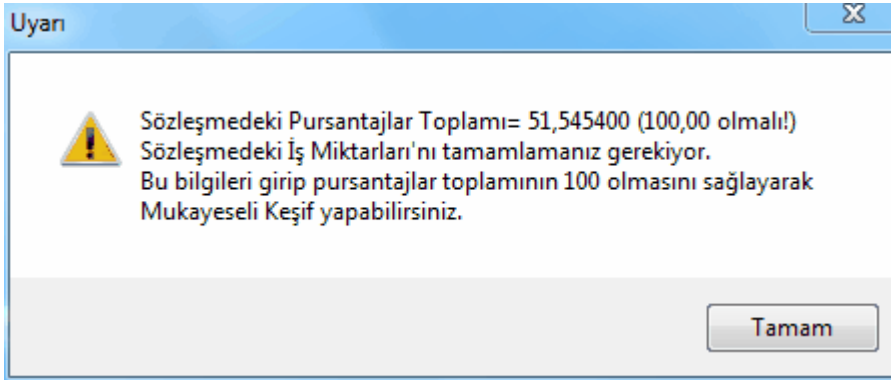 Uyarı
Sözleşmedeki Pursantajlar Toplamı= 51,545400 (100,00 olmalı!)
Sözleşmedeki İş Miktarları'nı tamamlamanız gerekiyor.
Bu bilgileri girip pursantajlar toplamının 100 olmasını sağlayarak
Mukayeseli Keşif yapabilirsiniz.
Tamam